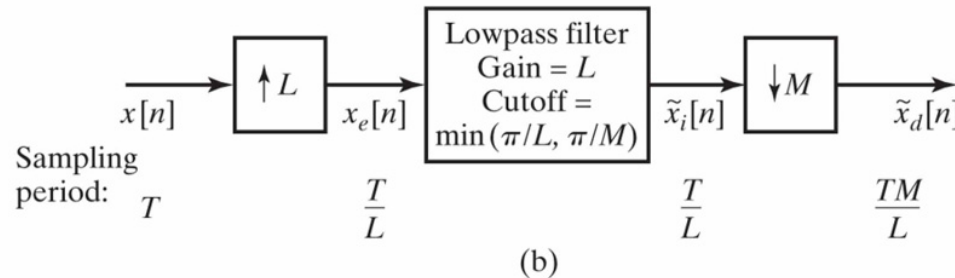 ↑ L
Lowpass filter
Gain = L
Cutoff =
min (π/L, π/M)
↓ M
x[n]
x_e[n]
x̃_i[n]
x̃_d[n]
Sampling
period:
T
T/L
T/L
TM/L
(b)